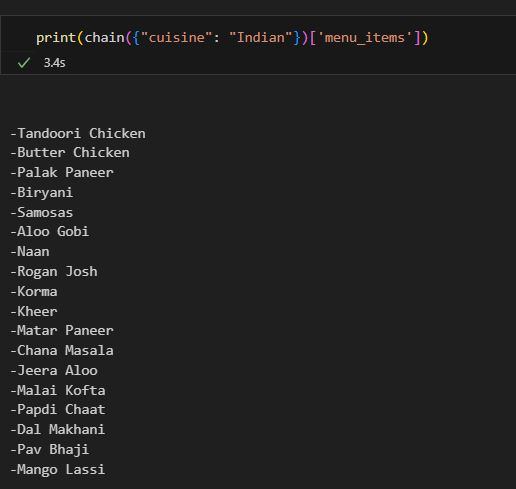 print(chain({"cuisine": "Indian"})['menu_items'])
3.4s
-Tandoori Chicken
-Butter Chicken
-Palak Paneer
-Biryani
-Samosas
-Aloo Gobi
-Naan
-Rogan Josh
-Korma
-Kheer
-Matar Paneer
-Chana Masala
-Jeera Aloo
-Malai Kofta
-Papdi Chaat
-Dal Makhani
-Pav Bhaji
-Mango Lassi